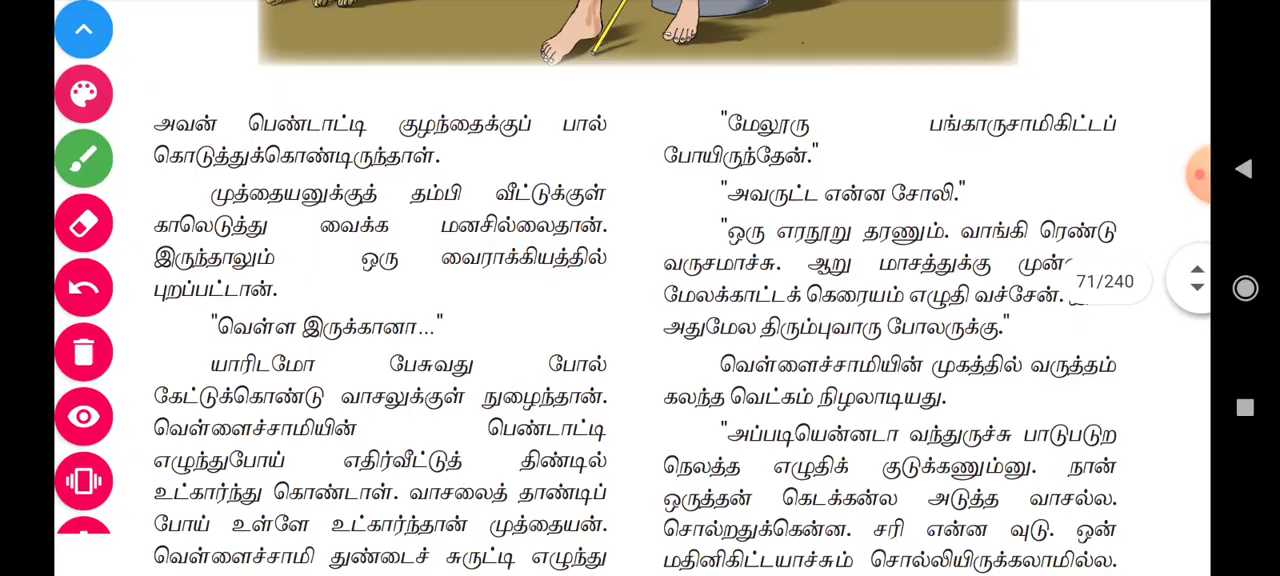 அவன் பெண்டாட்டி குழந்தைக்குப் பால்
கொடுத்துக்கொண்டிருந்தாள்.
முத்தையனுக்குத் தம்பி வீட்டுக்குள்
காலெடுத்து வைக்க மனசில்லைதான்.
இருந்தாலும் ஒரு வைராக்கியத்தில்
புறப்பட்டான்.
"வெள்ள இருக்கானா..."
யாரிடமோ பேசுவது போல்
கேட்டுக்கொண்டு வாசலுக்குள் நுழைந்தான்.
வெள்ளைச்சாமியின் பெண்டாட்டி
எழுந்துபோய் எதிர்வீட்டுத் திண்டில்
உட்கார்ந்து கொண்டாள். வாசலைத் தாண்டிப்
போய் உள்ளே உட்கார்ந்தான் முத்தையன்.
வெள்ளைச்சாமி துண்டைச் சுருட்டி எழுந்து
"மேலூரு பங்காருசாமிகிட்டப்
போயிருந்தேன்."
"அவருட்ட என்ன சோலி."
"ஒரு எரநூறு தரணும். வாங்கி ரெண்டு
வருசமாச்சு. ஆறு மாசத்துக்கு
மேலக்காட்டக் கெரையம் எழுதி வச்சேன்.
அதுமேல திரும்புவாரு போலருக்கு."
வெள்ளைச்சாமியின் முகத்தில் வருத்தம்
கலந்த வெட்கம் நிழலாடியது.
"அப்படியென்னடா வந்துருச்சு பாடுபடுற
நெலத்த எழுதிக் குடுக்கணும்னு. நான்
ஒருத்தன் கெடக்கன்ல அடுத்த வாசல்ல.
சொல்றதுக்கென்ன. சரி என்ன வுடு. ஒன்
மதினிகிட்டயாச்சும் சொல்லியிருக்கலாமில்ல.
71/240